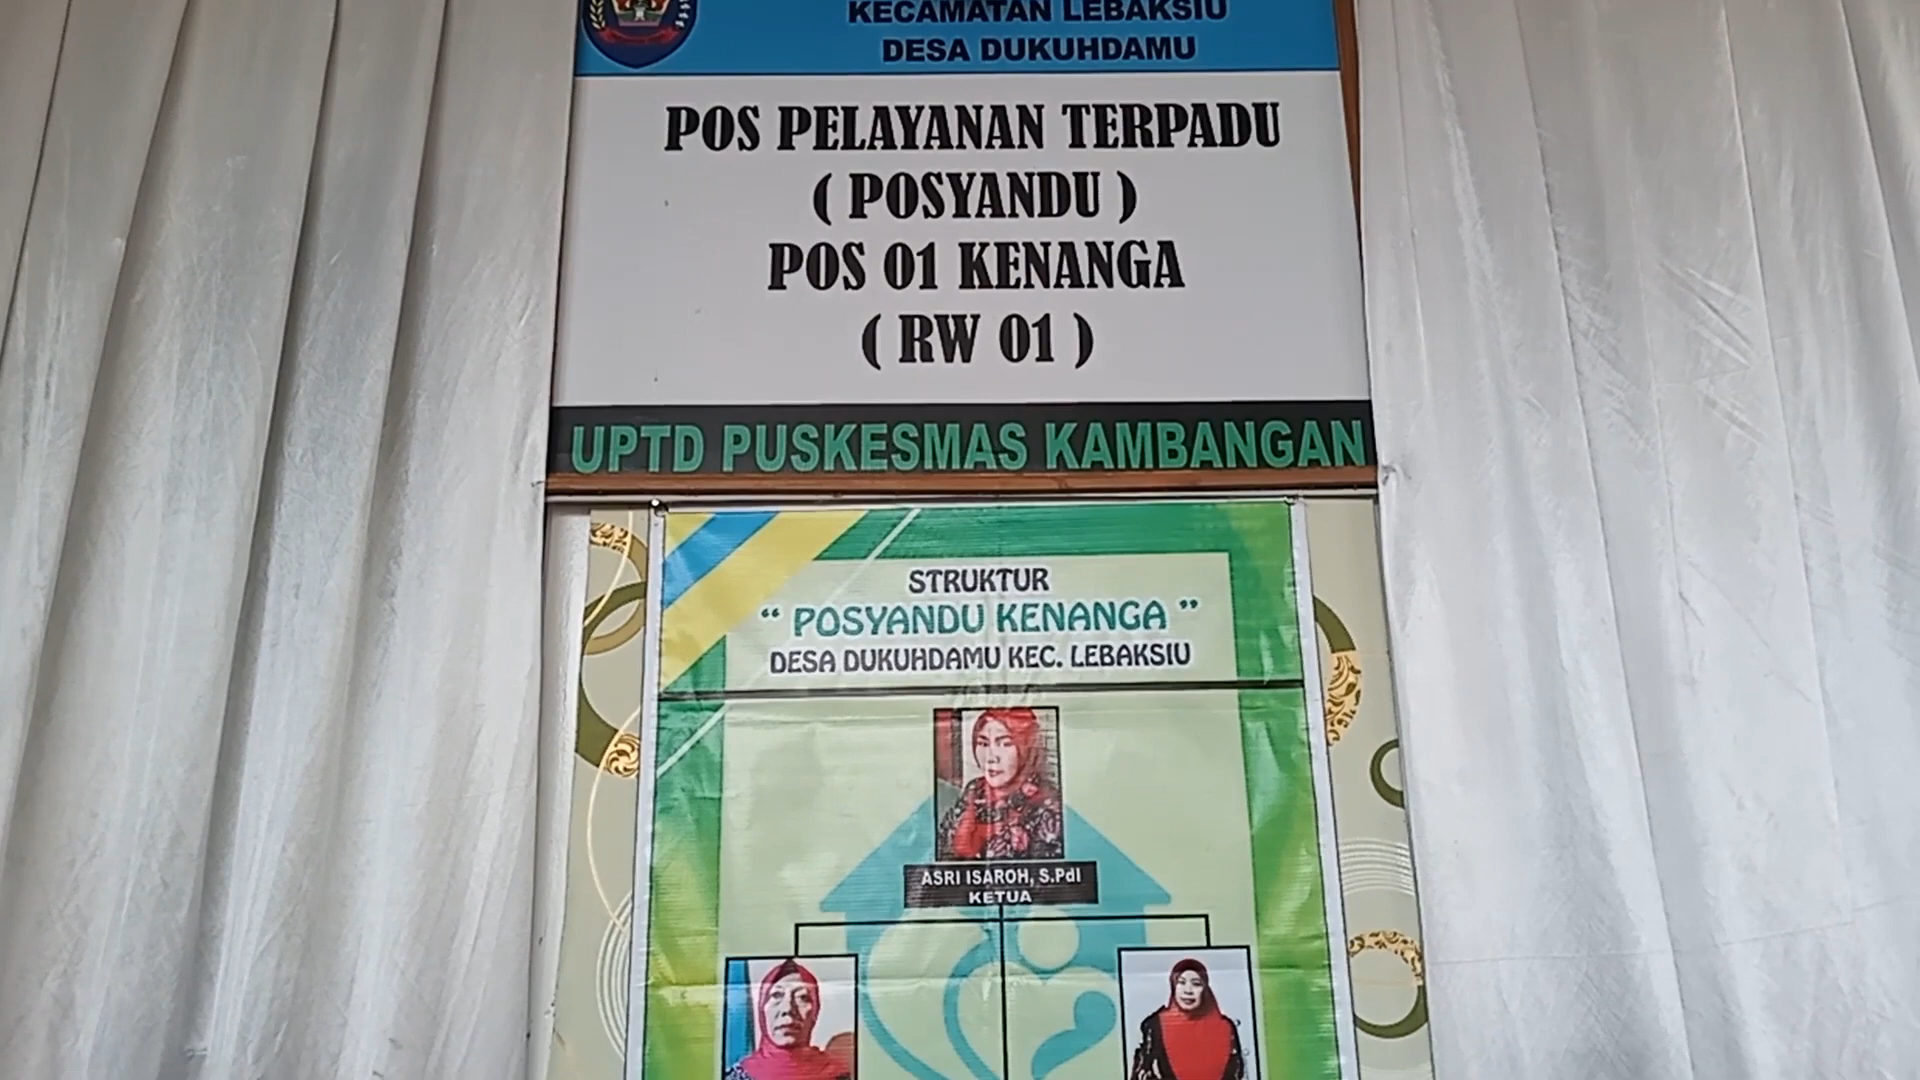 KECAMATAN LEBAKSIU
DESA DUKUHDAMU
POS PELAYANAN TERPADU
( POSYANDU )
POS 01 KENANGA
( RW 01 )
UPTD PUSKESMAS KAMBANGAN
STRUKTUR
“ POSYANDU KENANGA ”
DESA DUKUHDAMU KEC. LEBAKSIU
ASRI ISAROH, S.PdI
KETUA